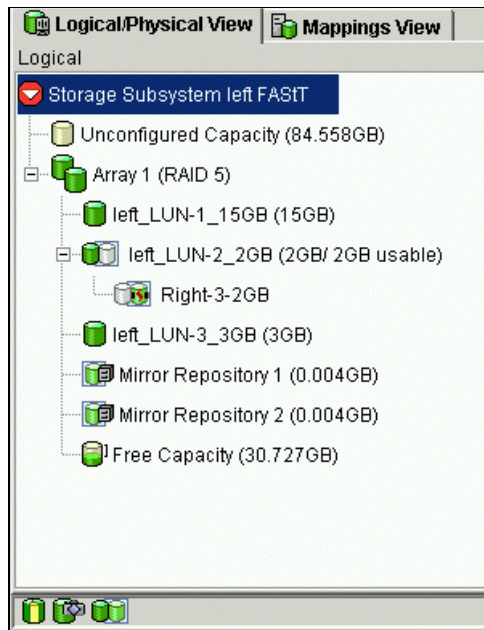 Logical/Physical View
Mappings View
Logical
Storage Subsystem left FAStT
Unconfigured Capacity (84.558GB)
Array 1 (RAID 5)
left_LUN-1_15GB (15GB)
left_LUN-2_2GB (2GB/ 2GB usable)
Right-3-2GB
left_LUN-3_3GB (3GB)
Mirror Repository 1 (0.004GB)
Mirror Repository 2 (0.004GB)
Free Capacity (30.727GB)